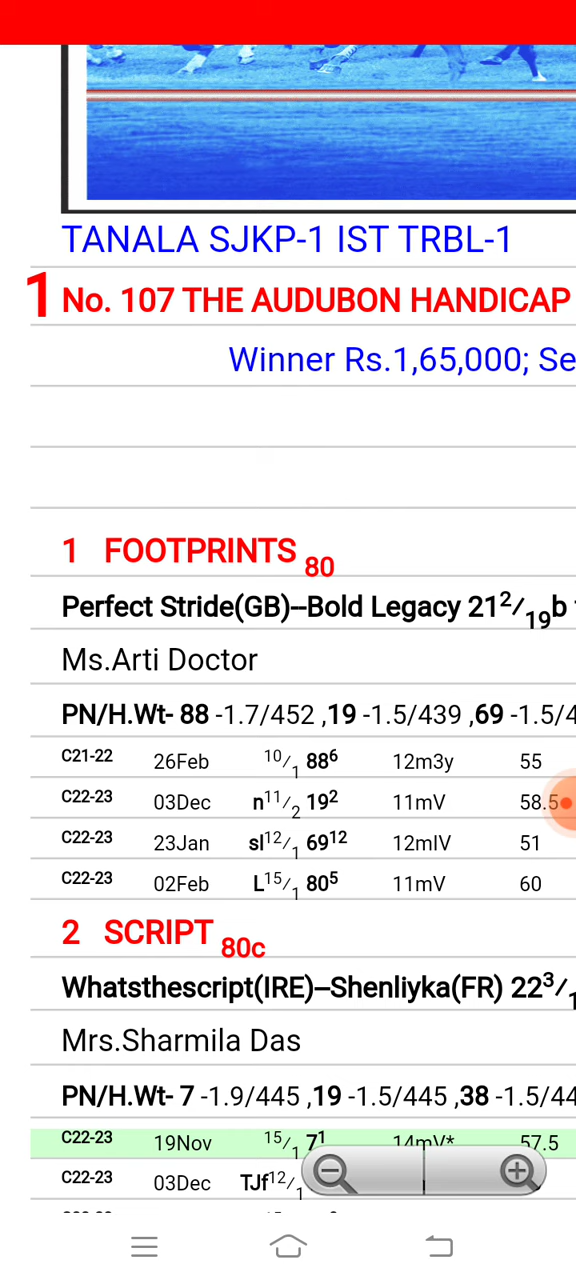 TANALA SJKP-1 IST TRBL-1
1 No. 107 THE AUDUBON HANDICAP
Winner Rs.1,65,000; Se
1 FOOTPRINTS 80
Perfect Stride(GB)–Bold Legacy 21²/₁₉b
Ms.Arti Doctor
PN/H.Wt- 88 -1.7/452 ,19 -1.5/439 ,69 -1.5/4
C21-22 26Feb ¹⁰/₁ 88⁶ 12m3y 55
C22-23 03Dec n¹¹/₂ 19² 11mV 58.5
C22-23 23Jan sl¹²/₁ 69¹² 12mIV 51
C22-23 02Feb L¹⁵/₁ 80⁵ 11mV 60
2 SCRIPT 80c
Whatsthescript(IRE)–Shenliyka(FR) 22³/₁
Mrs.Sharmila Das
PN/H.Wt- 7 -1.9/445 ,19 -1.5/445 ,38 -1.5/44
C22-23 19Nov ¹⁵/₁ 7¹ 14mV* 57.5
C22-23 03Dec TJf¹²/₁